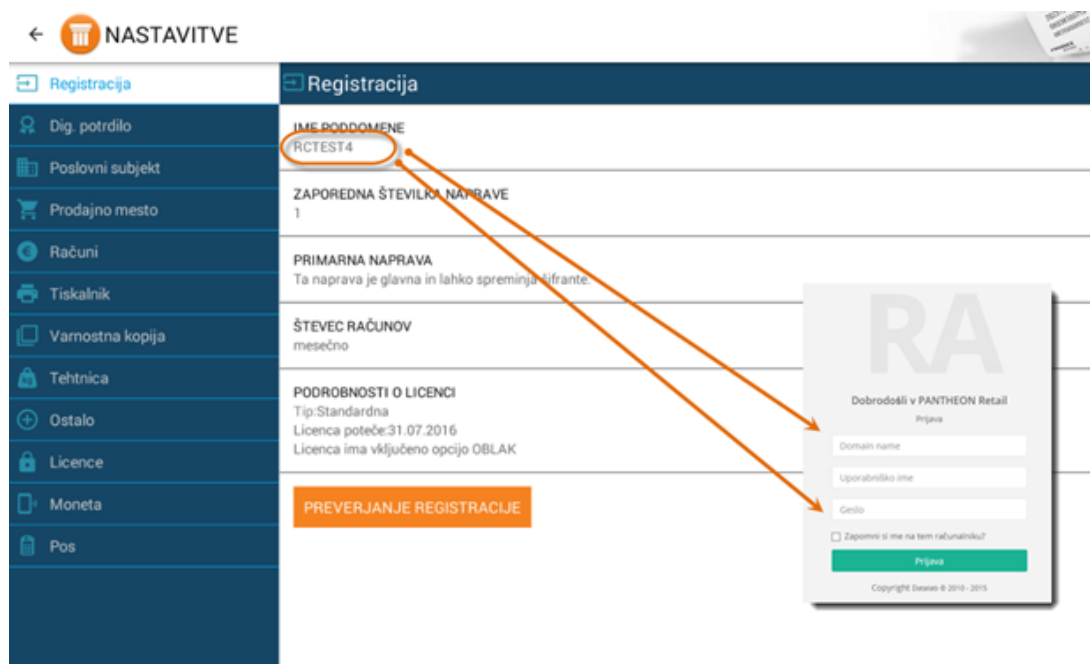 NASTAVITVE
Registracija
Dig. potrdilo
Poslovni subjekt
Prodajno mesto
Računi
Tiskalnik
Varnostna kopija
Tehtnica
Ostalo
Licence
Moneta
Pos
Registracija
IME PODDOMENE
RCTEST4
ZAPOREDNA ŠTEVILKA NAPRAVE
1
PRIMARNA NAPRAVA
Ta naprava je glavna in lahko spreminja šifrante.
ŠTEVEC RAČUNOV
mesečno
PODROBNOSTI O LICENCI
Tip:Standardna
Licenca poteče:31.07.2016
Licenca ima vključeno opcijo OBLAK
PREVERJANJE REGISTRACIJE
RA
Dobrodošli v PANTHEON Retail
Prijava
Domain name
Uporabniško ime
Geslo
Zapomni si me na tem računalniku?
Prijava
Copyright Datalab © 2010 - 2015